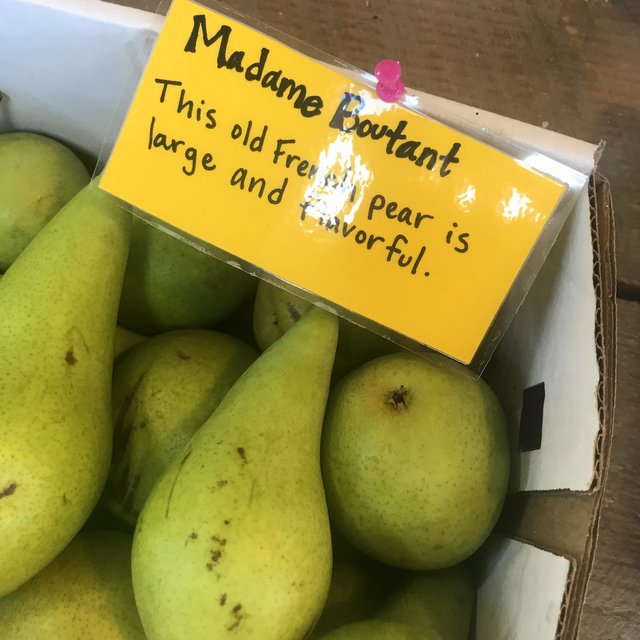 Madame Boutant
This old French pear is
large and flavorful.